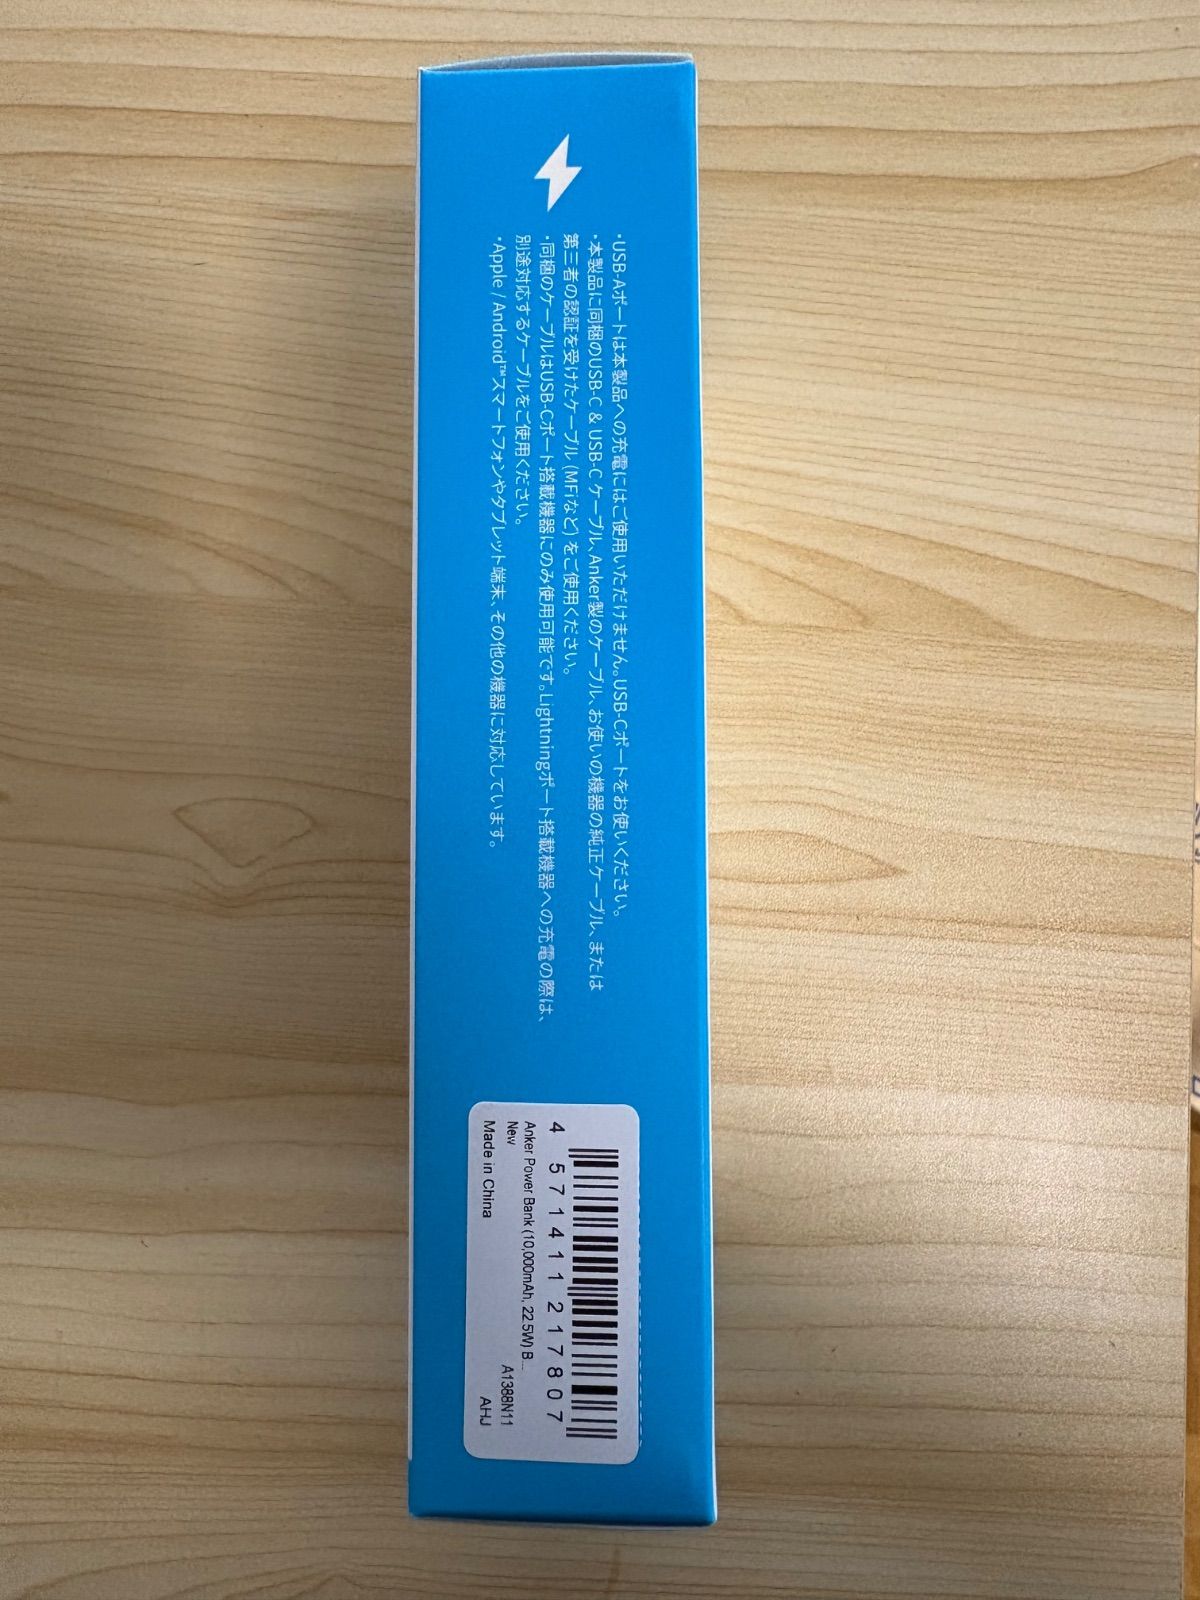 ・USB-Aポートは本製品への充電にはご使用いただけません。USB-Cポートをお使いください。
・本製品に同梱のUSB-C & USB-C ケーブル、Anker製のケーブル、お使いの機器の純正ケーブル、または
第三者の認証を受けたケーブル (MFiなど) をご使用ください。
・同梱のケーブルはUSB-Cポート搭載機器にのみ使用可能です。Lightningポート搭載機器への充電の際は、
別途対応するケーブルをご使用ください。
・Apple / Android™スマートフォンやタブレット端末、その他の機器に対応しています。
4 571411 217807
Anker Power Bank (10,000mAh, 22.5W) B...
New A1388N11
Made in China AHJ